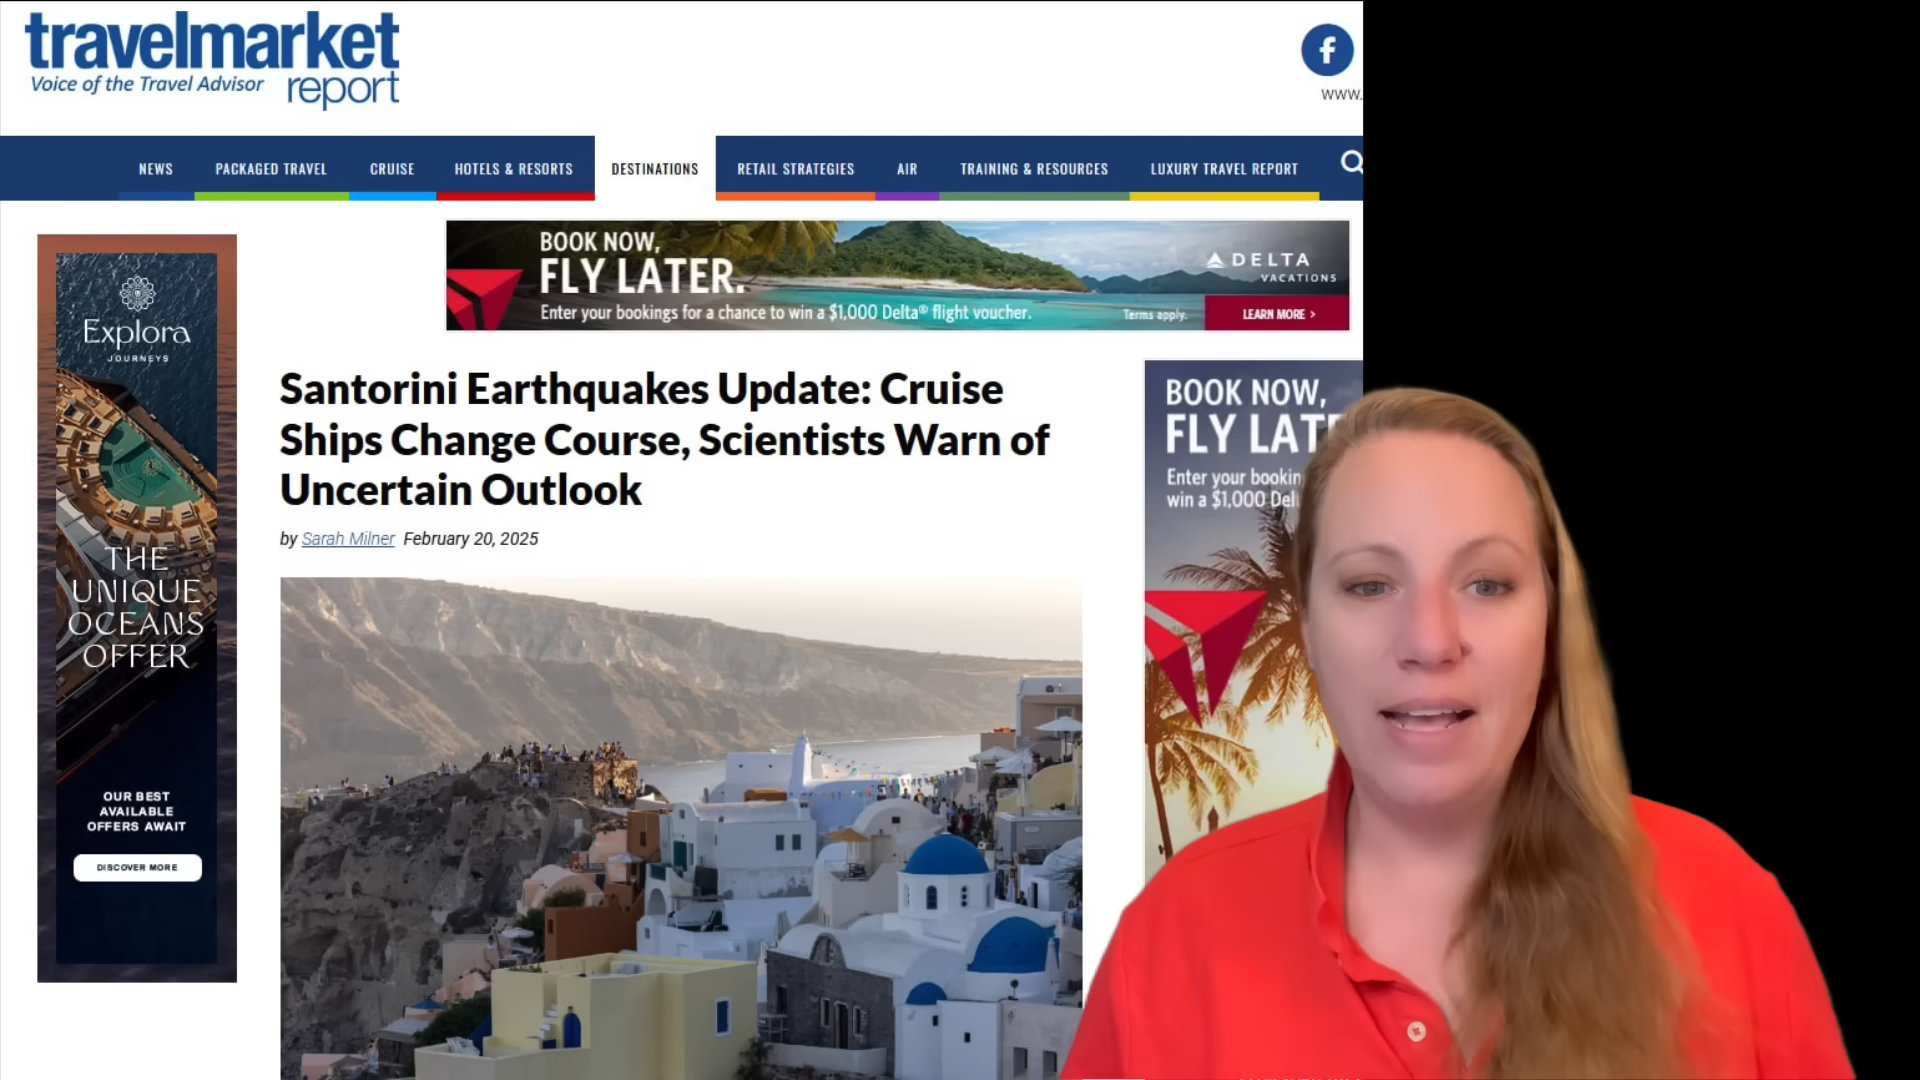 travelmarket
Voice of the Travel Advisor
report
www.
NEWS
PACKAGED TRAVEL
CRUISE
HOTELS & RESORTS
DESTINATIONS
RETAIL STRATEGIES
AIR
TRAINING & RESOURCES
LUXURY TRAVEL REPORT
BOOK NOW,
FLY LATER.
Enter your bookings for a chance to win a $1,000 Delta® flight voucher.
DELTA
VACATIONS
Terms apply.
LEARN MORE >
Explora
JOURNEYS
THE
UNIQUE
OCEANS
OFFER
OUR BEST
AVAILABLE
OFFERS AWAIT
DISCOVER MORE
Santorini Earthquakes Update: Cruise
Ships Change Course, Scientists Warn of
Uncertain Outlook
by Sarah Milner February 20, 2025
BOOK NOW,
FLY LAT
Enter your bookin
win a $1,000 Del